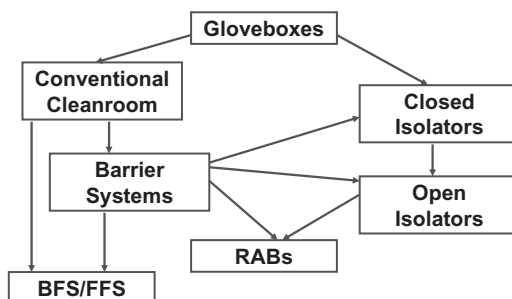 Gloveboxes
Conventional
Cleanroom
Closed
Isolators
Barrier
Systems
Open
Isolators
RABs
BFS/FFS